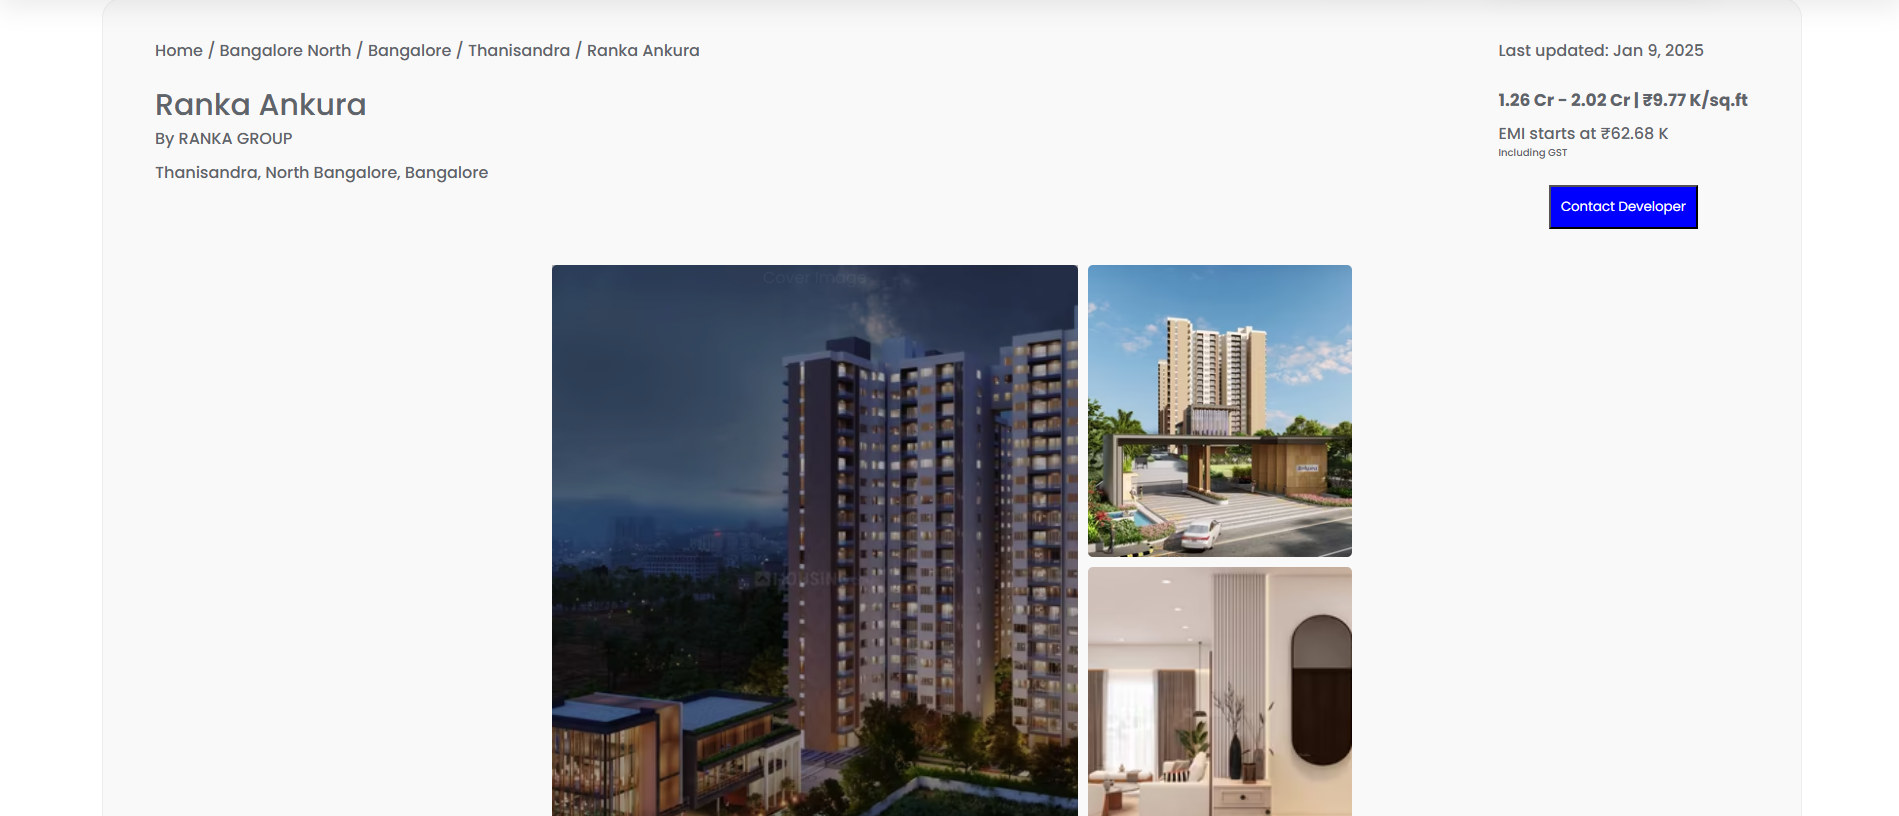 Home / Bangalore North / Bangalore / Thanisandra / Ranka Ankura
Last updated: Jan 9, 2025
Ranka Ankura
By RANKA GROUP
Thanisandra, North Bangalore, Bangalore
1.26 Cr - 2.02 Cr | ₹9.77 K/sq.ft
EMI starts at ₹62.68 K
Including GST
Contact Developer
Cover Image